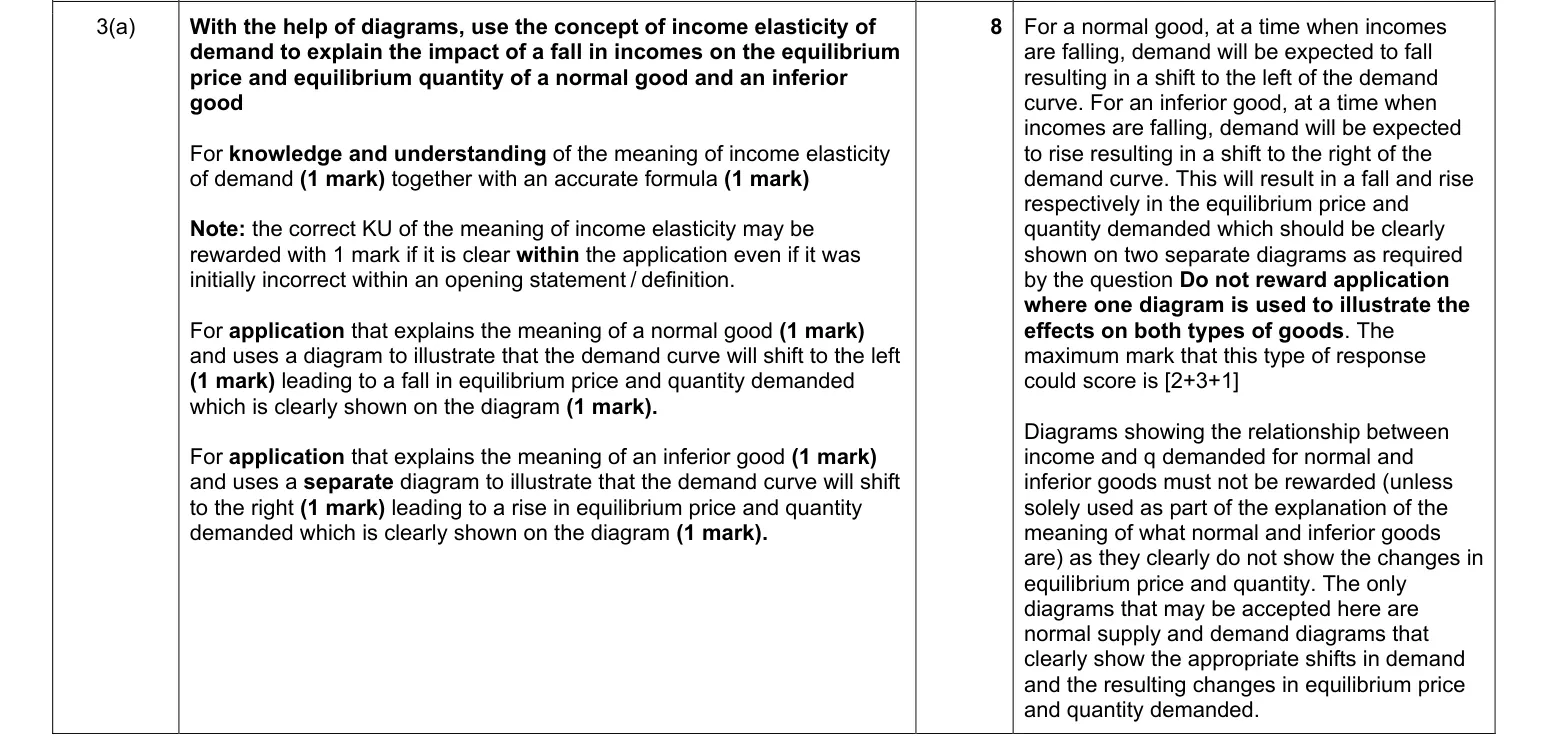 3(a)
With the help of diagrams, use the concept of income elasticity of
demand to explain the impact of a fall in incomes on the equilibrium
price and equilibrium quantity of a normal good and an inferior
good
For knowledge and understanding of the meaning of income elasticity
of demand (1 mark) together with an accurate formula (1 mark)
Note: the correct KU of the meaning of income elasticity may be
rewarded with 1 mark if it is clear within the application even if it was
initially incorrect within an opening statement / definition.
For application that explains the meaning of a normal good (1 mark)
and uses a diagram to illustrate that the demand curve will shift to the left
(1 mark) leading to a fall in equilibrium price and quantity demanded
which is clearly shown on the diagram (1 mark).
For application that explains the meaning of an inferior good (1 mark)
and uses a separate diagram to illustrate that the demand curve will shift
to the right (1 mark) leading to a rise in equilibrium price and quantity
demanded which is clearly shown on the diagram (1 mark).
8
For a normal good, at a time when incomes
are falling, demand will be expected to fall
resulting in a shift to the left of the demand
curve. For an inferior good, at a time when
incomes are falling, demand will be expected
to rise resulting in a shift to the right of the
demand curve. This will result in a fall and rise
respectively in the equilibrium price and
quantity demanded which should be clearly
shown on two separate diagrams as required
by the question Do not reward application
where one diagram is used to illustrate the
effects on both types of goods. The
maximum mark that this type of response
could score is [2+3+1]
Diagrams showing the relationship between
income and q demanded for normal and
inferior goods must not be rewarded (unless
solely used as part of the explanation of the
meaning of what normal and inferior goods
are) as they clearly do not show the changes in
equilibrium price and quantity. The only
diagrams that may be accepted here are
normal supply and demand diagrams that
clearly show the appropriate shifts in demand
and the resulting changes in equilibrium price
and quantity demanded.